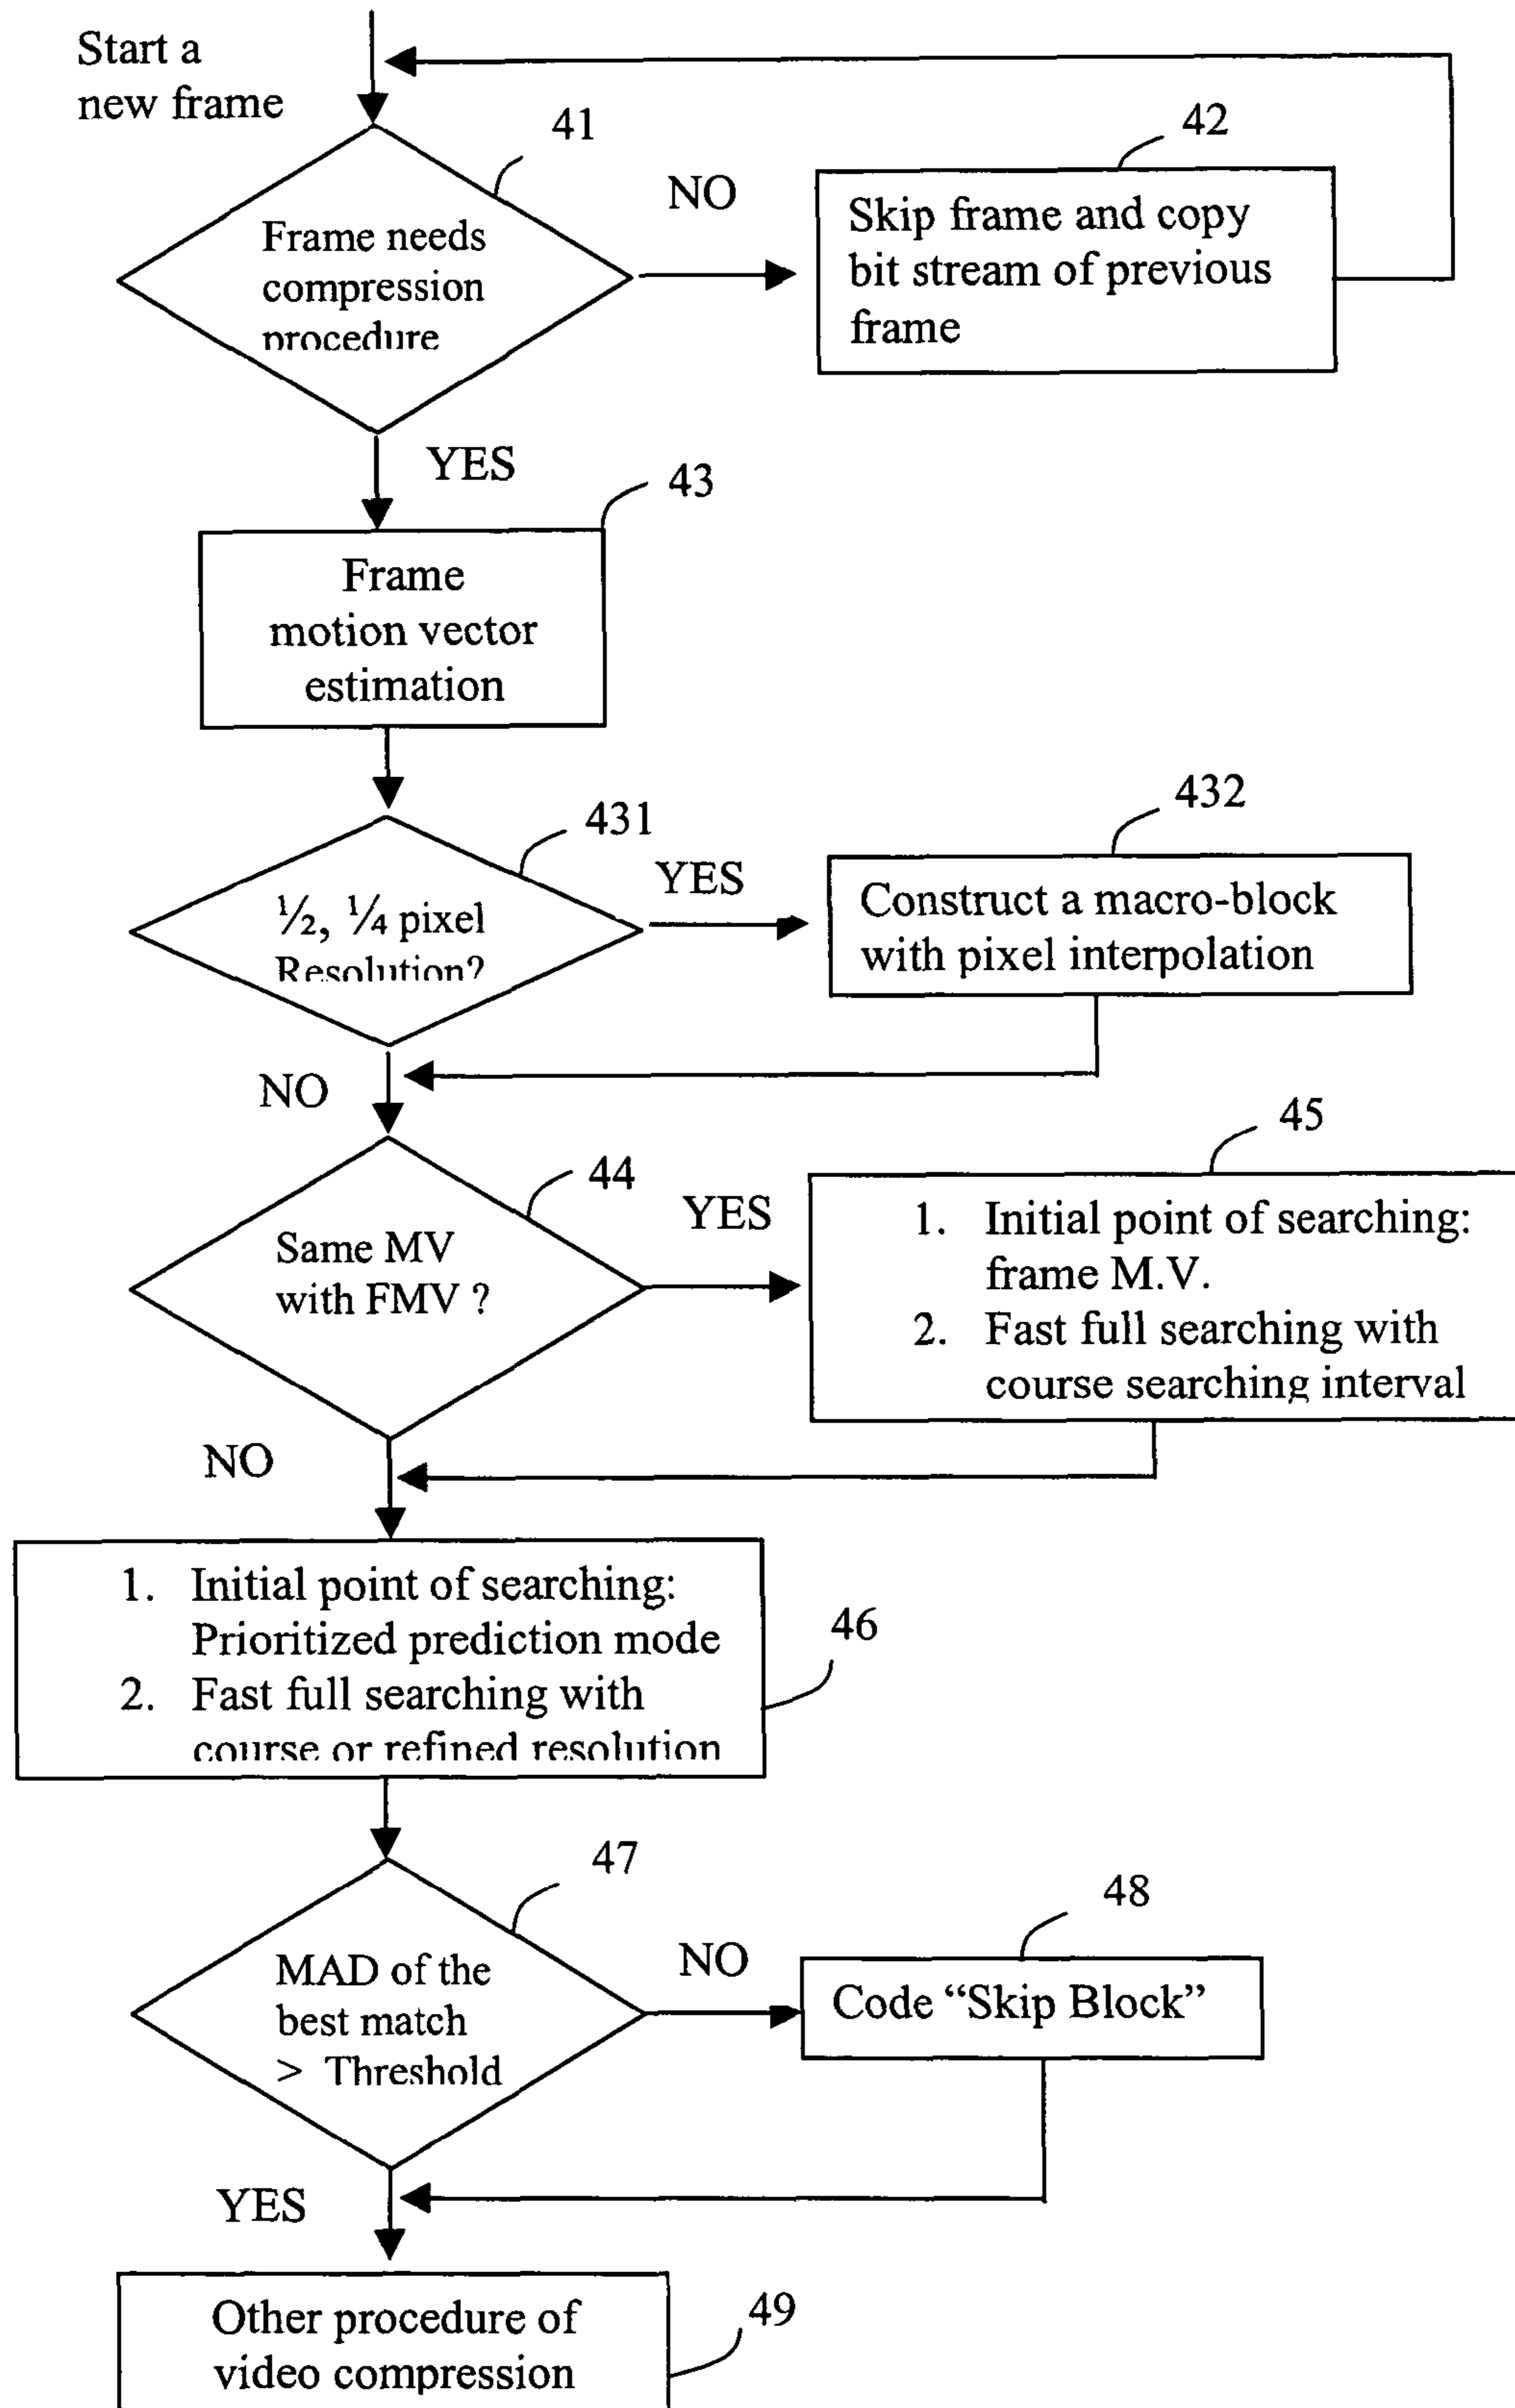 Start a
new frame
41
42
Frame needs
compression
procedure
NO
Skip frame and copy
bit stream of previous
frame
YES
43
Frame
motion vector
estimation
431
432
½, ¼ pixel
Resolution?
YES
Construct a macro-block
with pixel interpolation
NO
44
45
Same MV
with FMV ?
YES
1. Initial point of searching:
frame M.V.
2. Fast full searching with
course searching interval
NO
1. Initial point of searching:
Prioritized prediction mode
2. Fast full searching with
course or refined resolution
46
47
48
MAD of the
best match
> Threshold
NO
Code “Skip Block”
YES
Other procedure of
video compression
49